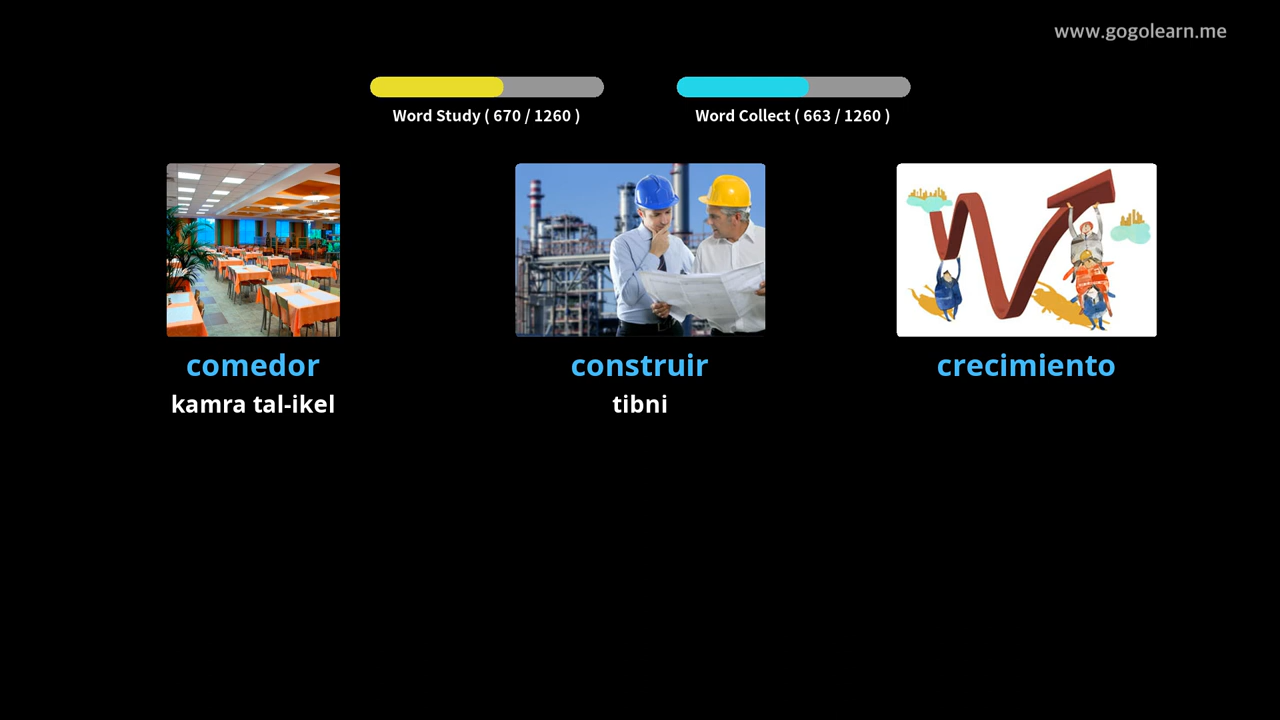 www.gogolearn.me
Word Study ( 670 / 1260 )
Word Collect ( 663 / 1260 )
comedor
kamra tal-ikel
construir
tibni
crecimiento